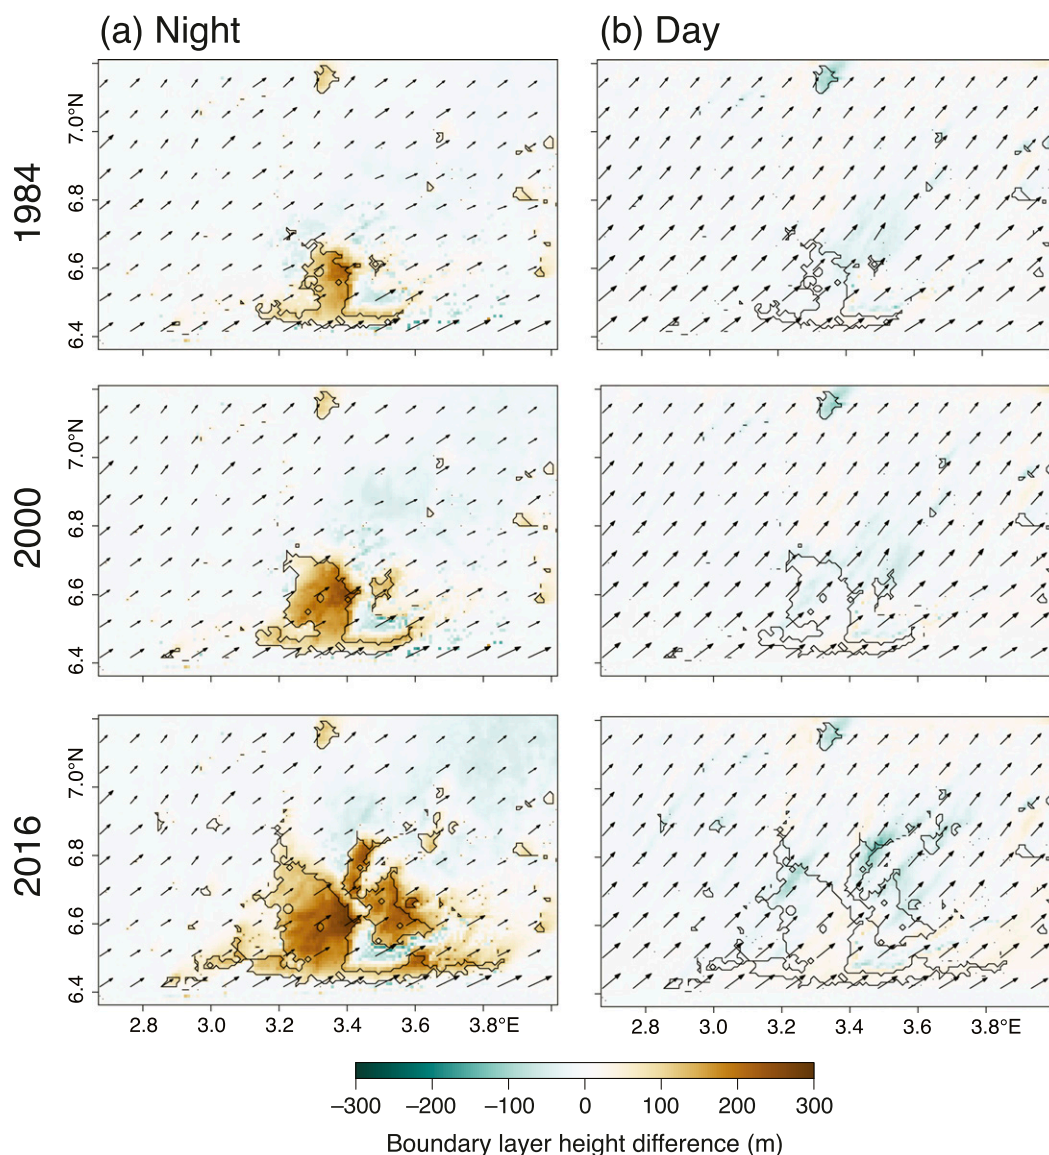 (a) Night (b) Day
1984
7.0°N
6.8
6.6
6.4
2000
7.0°N
6.8
6.6
6.4
2016
7.0°N
6.8
6.6
6.4
2.8 3.0 3.2 3.4 3.6 3.8°E 2.8 3.0 3.2 3.4 3.6 3.8°E
−300 −200 −100 0 100 200 300
Boundary layer height difference (m)